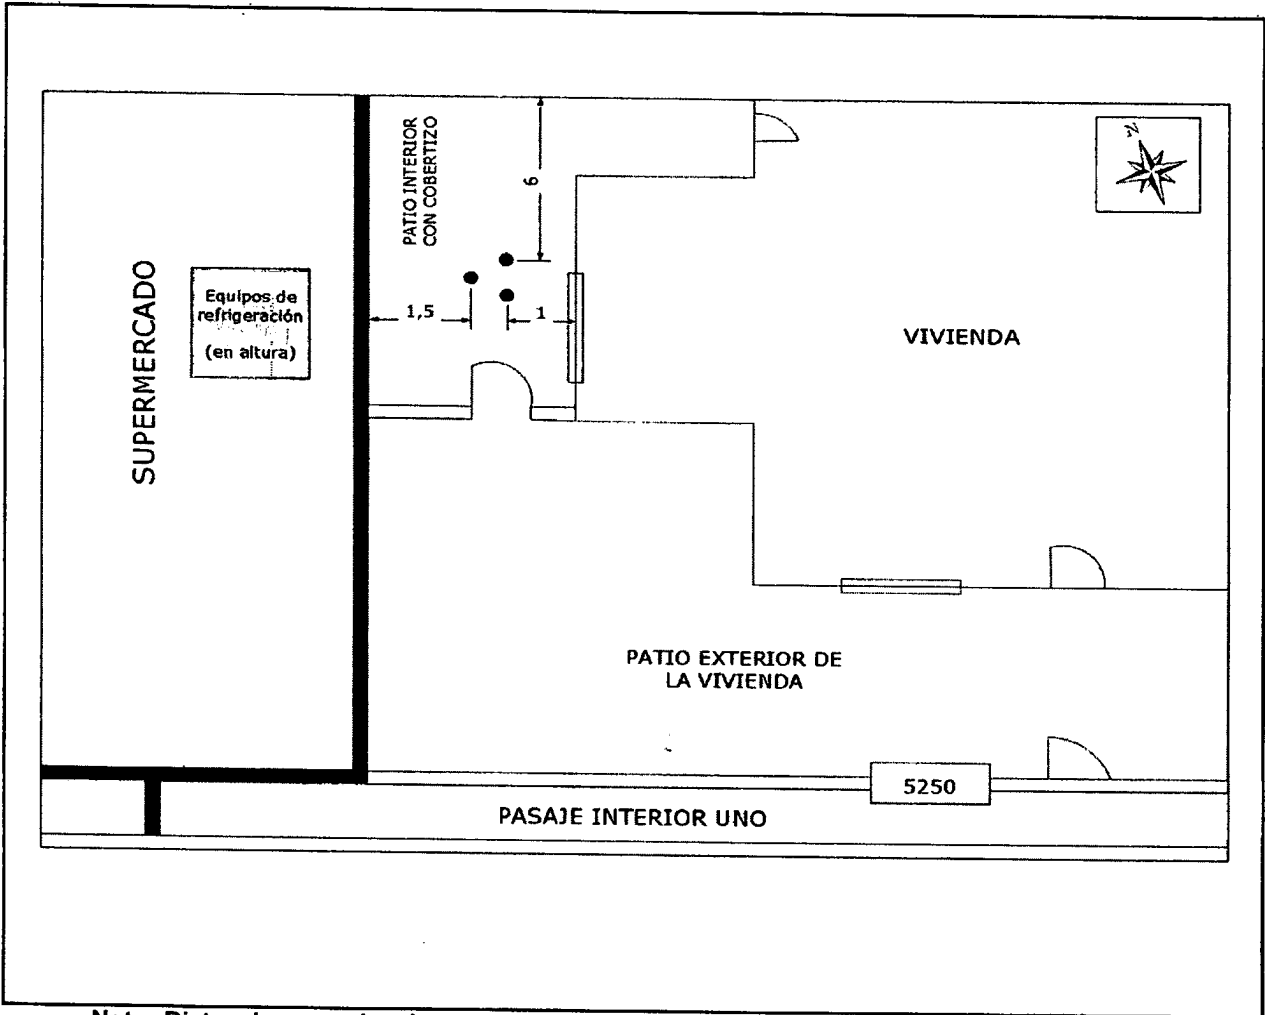 PATIO INTERIOR
CON COBERTIZO
6
N
SUPERMERCADO
Equipos de
refrigeración
(en altura)
1,5
1
VIVIENDA
PATIO EXTERIOR DE
LA VIVIENDA
5250
PASAJE INTERIOR UNO